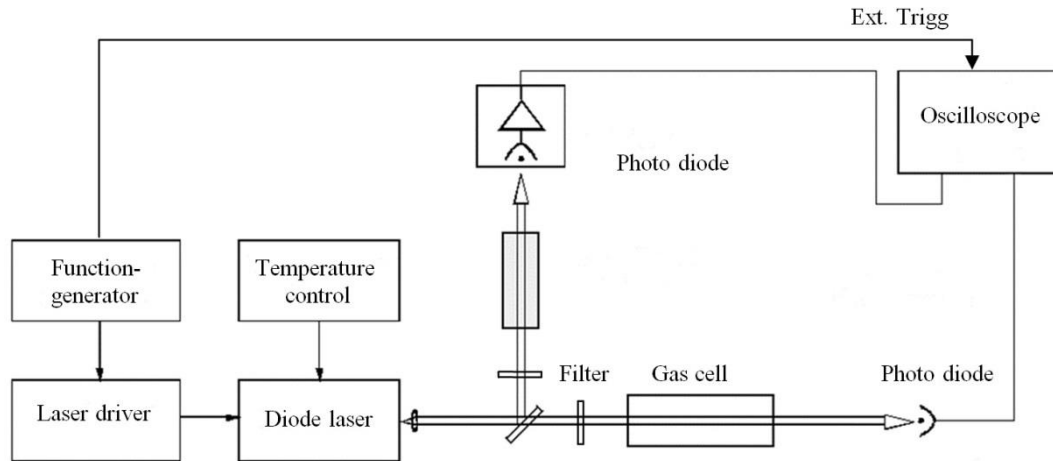 Ext. Trigg
Oscilloscope
Photo diode
Function-
generator
Temperature
control
Filter
Gas cell
Photo diode
Laser driver
Diode laser